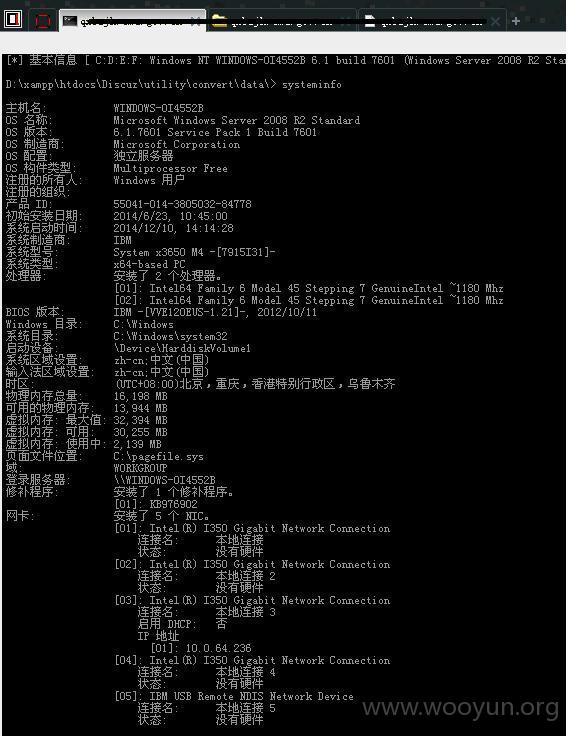 [*] 基本信息 [ C:D:E:F: Windows NT WINDOWS-OI4552B 6.1 build 7601 (Windows Server 2008 R2 Stan
D:\xampp\htdocs\Discuz\utility\convert\data\> systeminfo
主机名: WINDOWS-OI4552B
OS 名称: Microsoft Windows Server 2008 R2 Standard
OS 版本: 6.1.7601 Service Pack 1 Build 7601
OS 制造商: Microsoft Corporation
OS 配置: 独立服务器
OS 构件类型: Multiprocessor Free
注册的所有人: Windows 用户
注册的组织:
产品 ID: 55041-014-3805032-84778
初始安装日期: 2014/6/23, 10:45:00
系统启动时间: 2014/12/10, 14:14:28
系统制造商: IBM
系统型号: System x3650 M4 -[7915I31]-
系统类型: x64-based PC
处理器: 安装了 2 个处理器。
[01]: Intel64 Family 6 Model 45 Stepping 7 GenuineIntel ~1180 Mhz
[02]: Intel64 Family 6 Model 45 Stepping 7 GenuineIntel ~1180 Mhz
BIOS 版本: IBM -[VVE120EUS-1.21]-, 2012/10/11
Windows 目录: C:\Windows
系统目录: C:\Windows\system32
启动设备: \Device\HarddiskVolume1
系统区域设置: zh-cn;中文(中国)
输入法区域设置: zh-cn;中文(中国)
时区: (UTC+08:00)北京，重庆，香港特别行政区，乌鲁木齐
物理内存总量: 16,198 MB
可用的物理内存: 13,944 MB
虚拟内存: 最大值: 32,394 MB
虚拟内存: 可用: 30,255 MB
虚拟内存: 使用中: 2,139 MB
页面文件位置: C:\pagefile.sys
域: WORKGROUP
登录服务器: \\WINDOWS-OI4552B
修补程序: 安装了 1 个修补程序。
[01]: KB976902
网卡: 安装了 5 个 NIC。
[01]: Intel(R) I350 Gigabit Network Connection
连接名: 本地连接
状态: 没有硬件
[02]: Intel(R) I350 Gigabit Network Connection
连接名: 本地连接 2
状态: 没有硬件
[03]: Intel(R) I350 Gigabit Network Connection
连接名: 本地连接 3
启用 DHCP: 否
IP 地址
[01]: 10.0.64.236
[04]: Intel(R) I350 Gigabit Network Connection
连接名: 本地连接 4
状态: 没有硬件
[05]: IBM USB Remote NDIS Network Device
连接名: 本地连接 5
状态: 没有硬件
www.wooyun.org